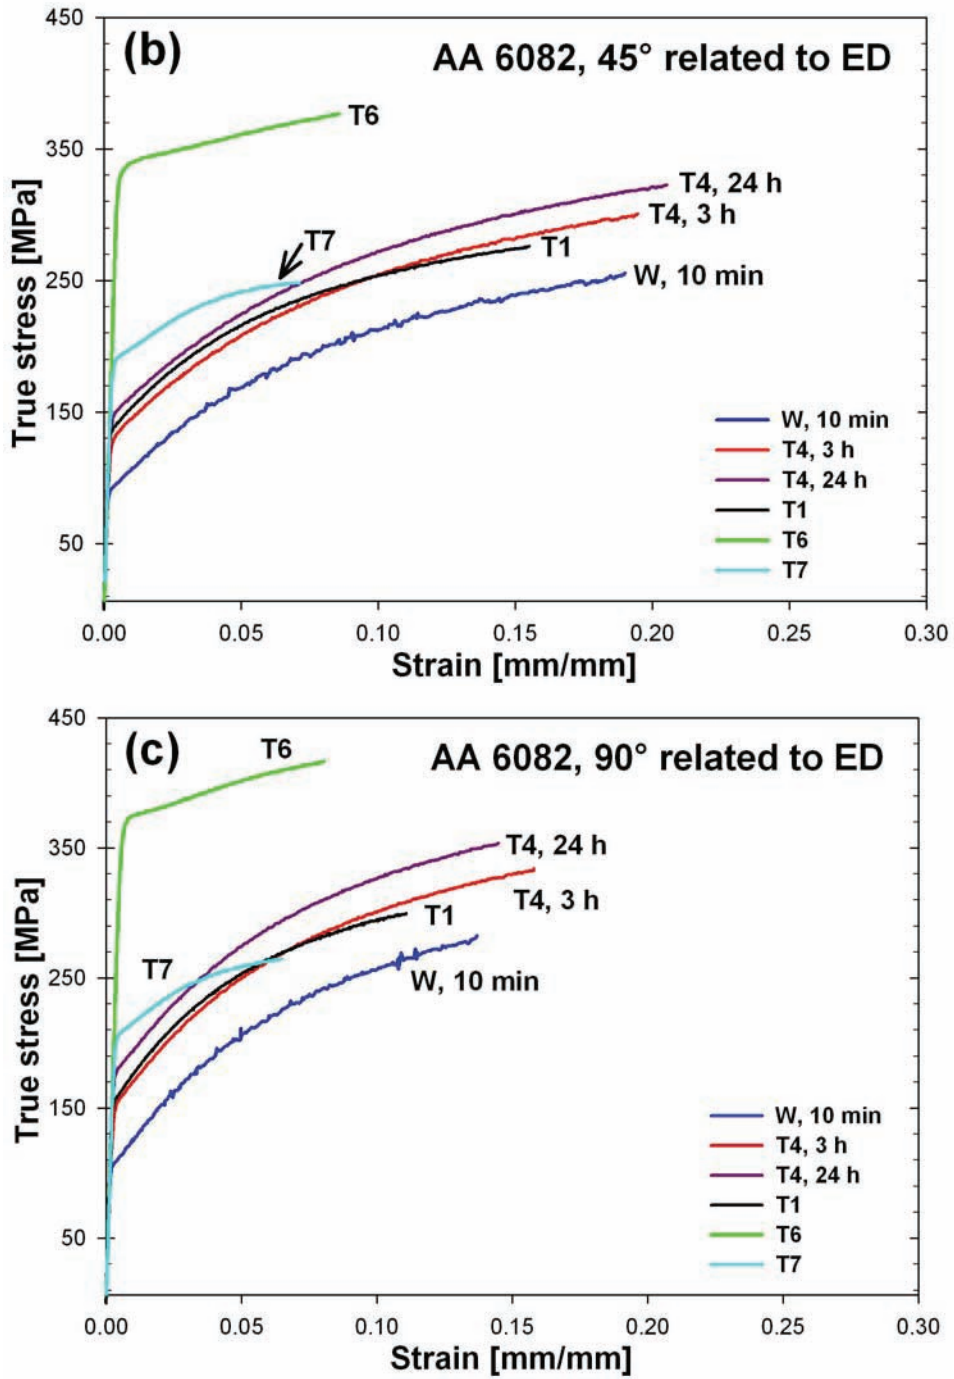 (b) AA 6082, 45° related to ED
450
350
250
150
50
True stress [MPa]
T6
T4, 24 h
T4, 3 h
T7
T1
W, 10 min
W, 10 min
T4, 3 h
T4, 24 h
T1
T6
T7
0.00 0.05 0.10 0.15 0.20 0.25 0.30
Strain [mm/mm]
(c) AA 6082, 90° related to ED
450
350
250
150
50
True stress [MPa]
T6
T4, 24 h
T4, 3 h
T1
T7
W, 10 min
W, 10 min
T4, 3 h
T4, 24 h
T1
T6
T7
0.00 0.05 0.10 0.15 0.20 0.25 0.30
Strain [mm/mm]